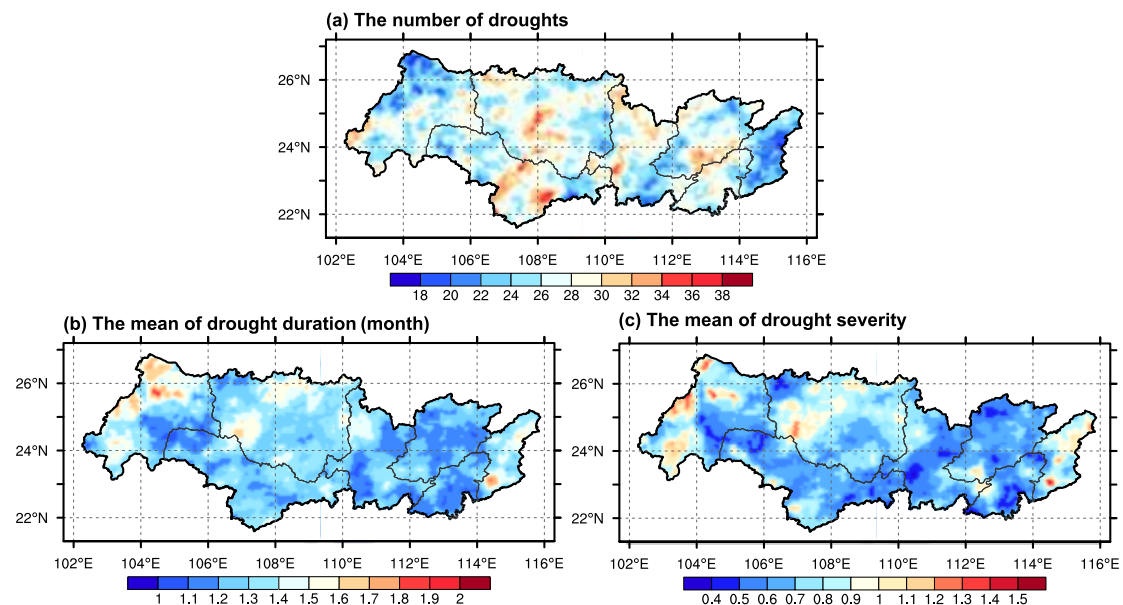 (a) The number of droughts
26°N
24°N
22°N
102°E 104°E 106°E 108°E 110°E 112°E 114°E 116°E
18 20 22 24 26 28 30 32 34 36 38
(b) The mean of drought duration (month)
26°N
24°N
22°N
102°E 104°E 106°E 108°E 110°E 112°E 114°E 116°E
1 1.1 1.2 1.3 1.4 1.5 1.6 1.7 1.8 1.9 2
(c) The mean of drought severity
26°N
24°N
22°N
102°E 104°E 106°E 108°E 110°E 112°E 114°E 116°E
0.4 0.5 0.6 0.7 0.8 0.9 1 1.1 1.2 1.3 1.4 1.5